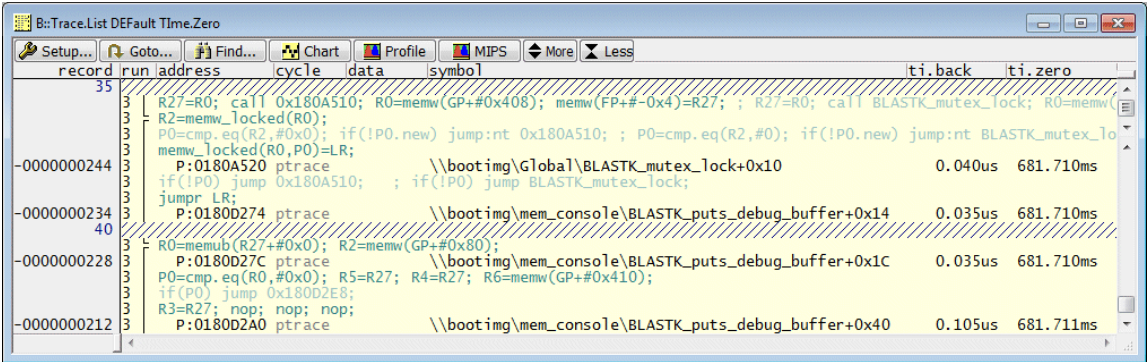 B::Trace.List DEFault TIme.Zero
Setup... Goto... Find... Chart Profile MIPS More Less
record run address cycle data symbol ti.back ti.zero
35
3 R27=R0; call 0x180A510; R0=memw(GP+#0x408); memw(FP+#-0x4)=R27; ; R27=R0; call BLASTK_mutex_lock; R0=memw(
3 R2=memw_locked(R0);
3 P0=cmp.eq(R2,#0x0); if(!P0.new) jump:nt 0x180A510; ; P0=cmp.eq(R2,#0); if(!P0.new) jump:nt BLASTK_mutex_lo
3 memw_locked(R0,P0)=LR;
-0000000244 3 P:0180A520 ptrace \\bootimg\Global\BLASTK_mutex_lock+0x10 0.040us 681.710ms
3 if(!P0) jump 0x180A510; ; if(!P0) jump BLASTK_mutex_lock;
3 jumpr LR;
-0000000234 3 P:0180D274 ptrace \\bootimg\mem_console\BLASTK_puts_debug_buffer+0x14 0.035us 681.710ms
40
3 R0=memub(R27+#0x0); R2=memw(GP+#0x80);
-0000000228 3 P:0180D27C ptrace \\bootimg\mem_console\BLASTK_puts_debug_buffer+0x1C 0.035us 681.710ms
3 P0=cmp.eq(R0,#0x0); R5=R27; R4=R27; R6=memw(GP+#0x410);
3 if(P0) jump 0x180D2E8;
3 R3=R27; nop; nop; nop;
-0000000212 3 P:0180D2A0 ptrace \\bootimg\mem_console\BLASTK_puts_debug_buffer+0x40 0.105us 681.711ms